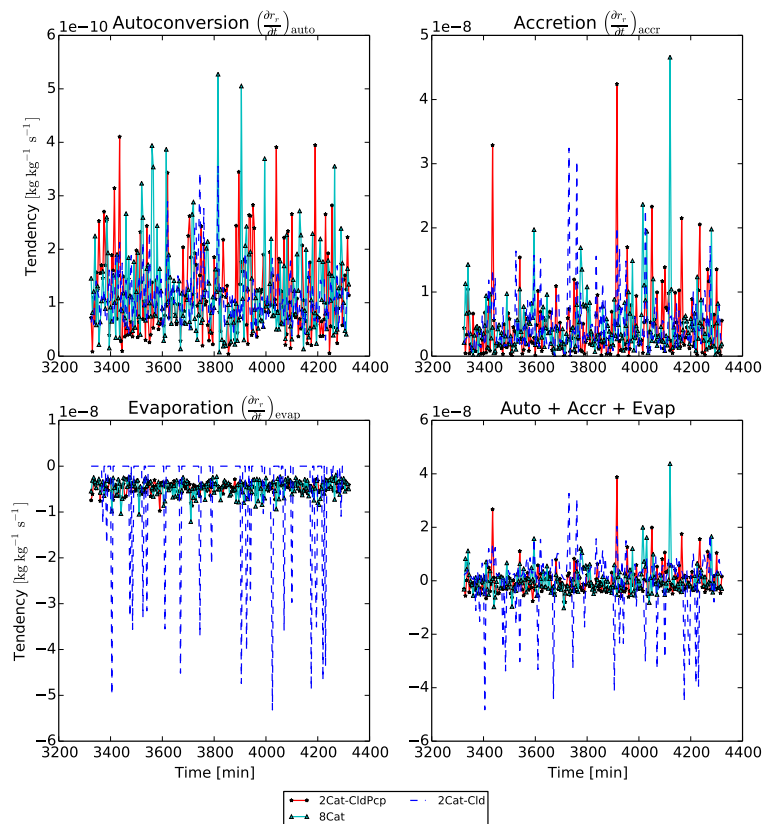 Autoconversion (∂r_r/∂t)_auto
1e−10
6
5
4
3
2
1
0
3200 3400 3600 3800 4000 4200 4400
Tendency [kg kg⁻¹ s⁻¹]
Accretion (∂r_r/∂t)_accr
1e−8
5
4
3
2
1
0
3200 3400 3600 3800 4000 4200 4400
Evaporation (∂r_r/∂t)_evap
1e−8
1
0
−1
−2
−3
−4
−5
−6
3200 3400 3600 3800 4000 4200 4400
Tendency [kg kg⁻¹ s⁻¹]
Time [min]
Auto + Accr + Evap
1e−8
6
4
2
0
−2
−4
−6
3200 3400 3600 3800 4000 4200 4400
Time [min]
2Cat-CldPcp
8Cat
2Cat-Cld